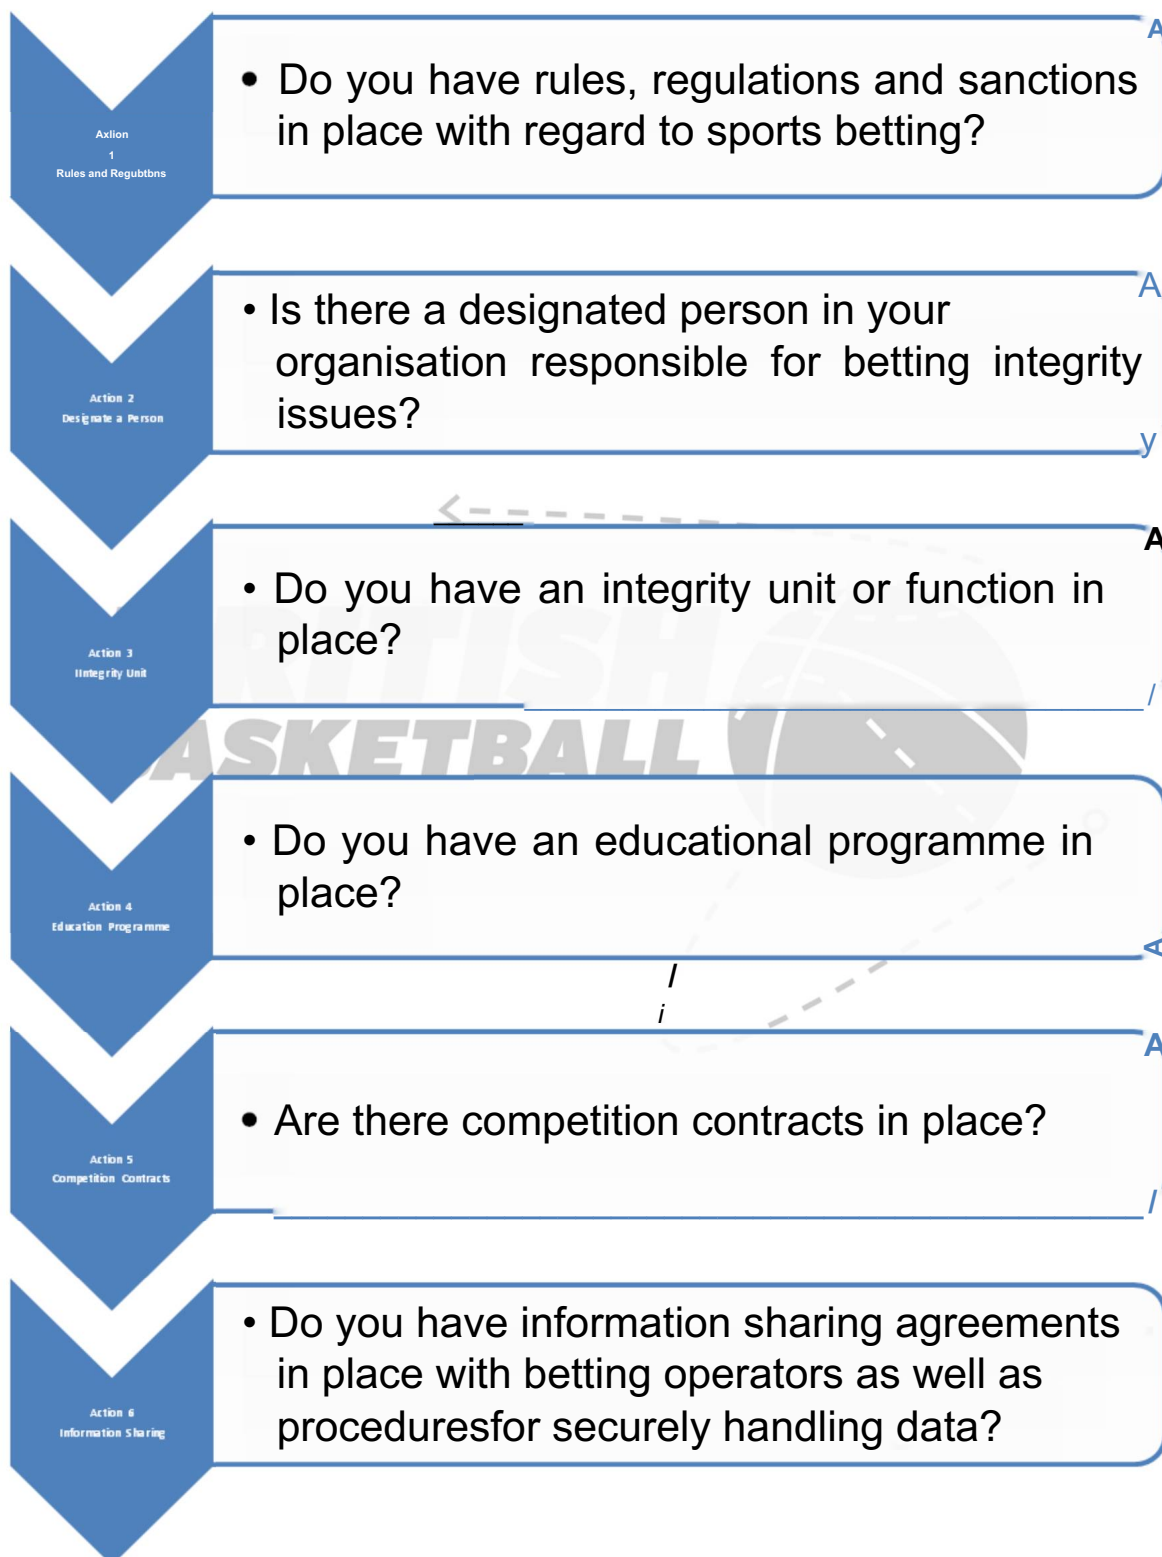 Axlion
1
Rules and Regubtbns
• Do you have rules, regulations and sanctions
in place with regard to sports betting?
A
Action 2
Designate a Person
• Is there a designated person in your
organisation responsible for betting integrity
issues?
A
y
Action 3
IIntegrity Unit
• Do you have an integrity unit or function in
place?
A
/
RITISH
BASKETBALL
Action 4
Education Programme
• Do you have an educational programme in
place?
A
I
i
Action 5
Competition Contracts
• Are there competition contracts in place?
A
/
Action 6
Information Sharing
• Do you have information sharing agreements
in place with betting operators as well as
proceduresfor securely handling data?